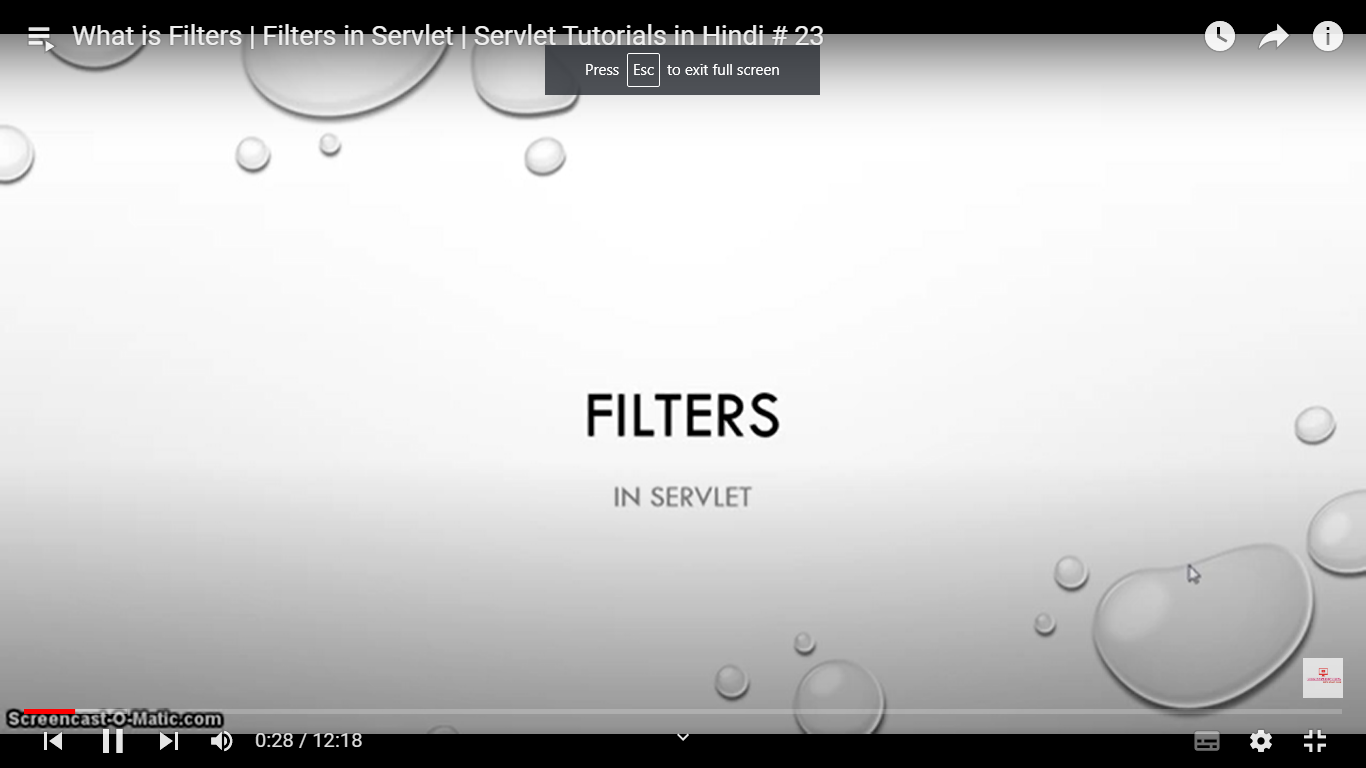 What is Filters | Filters in Servlet | Servlet Tutorials in Hindi # 23
Press Esc to exit full screen
FILTERS
IN SERVLET
Screencast-O-Matic.com
0:28 / 12:18